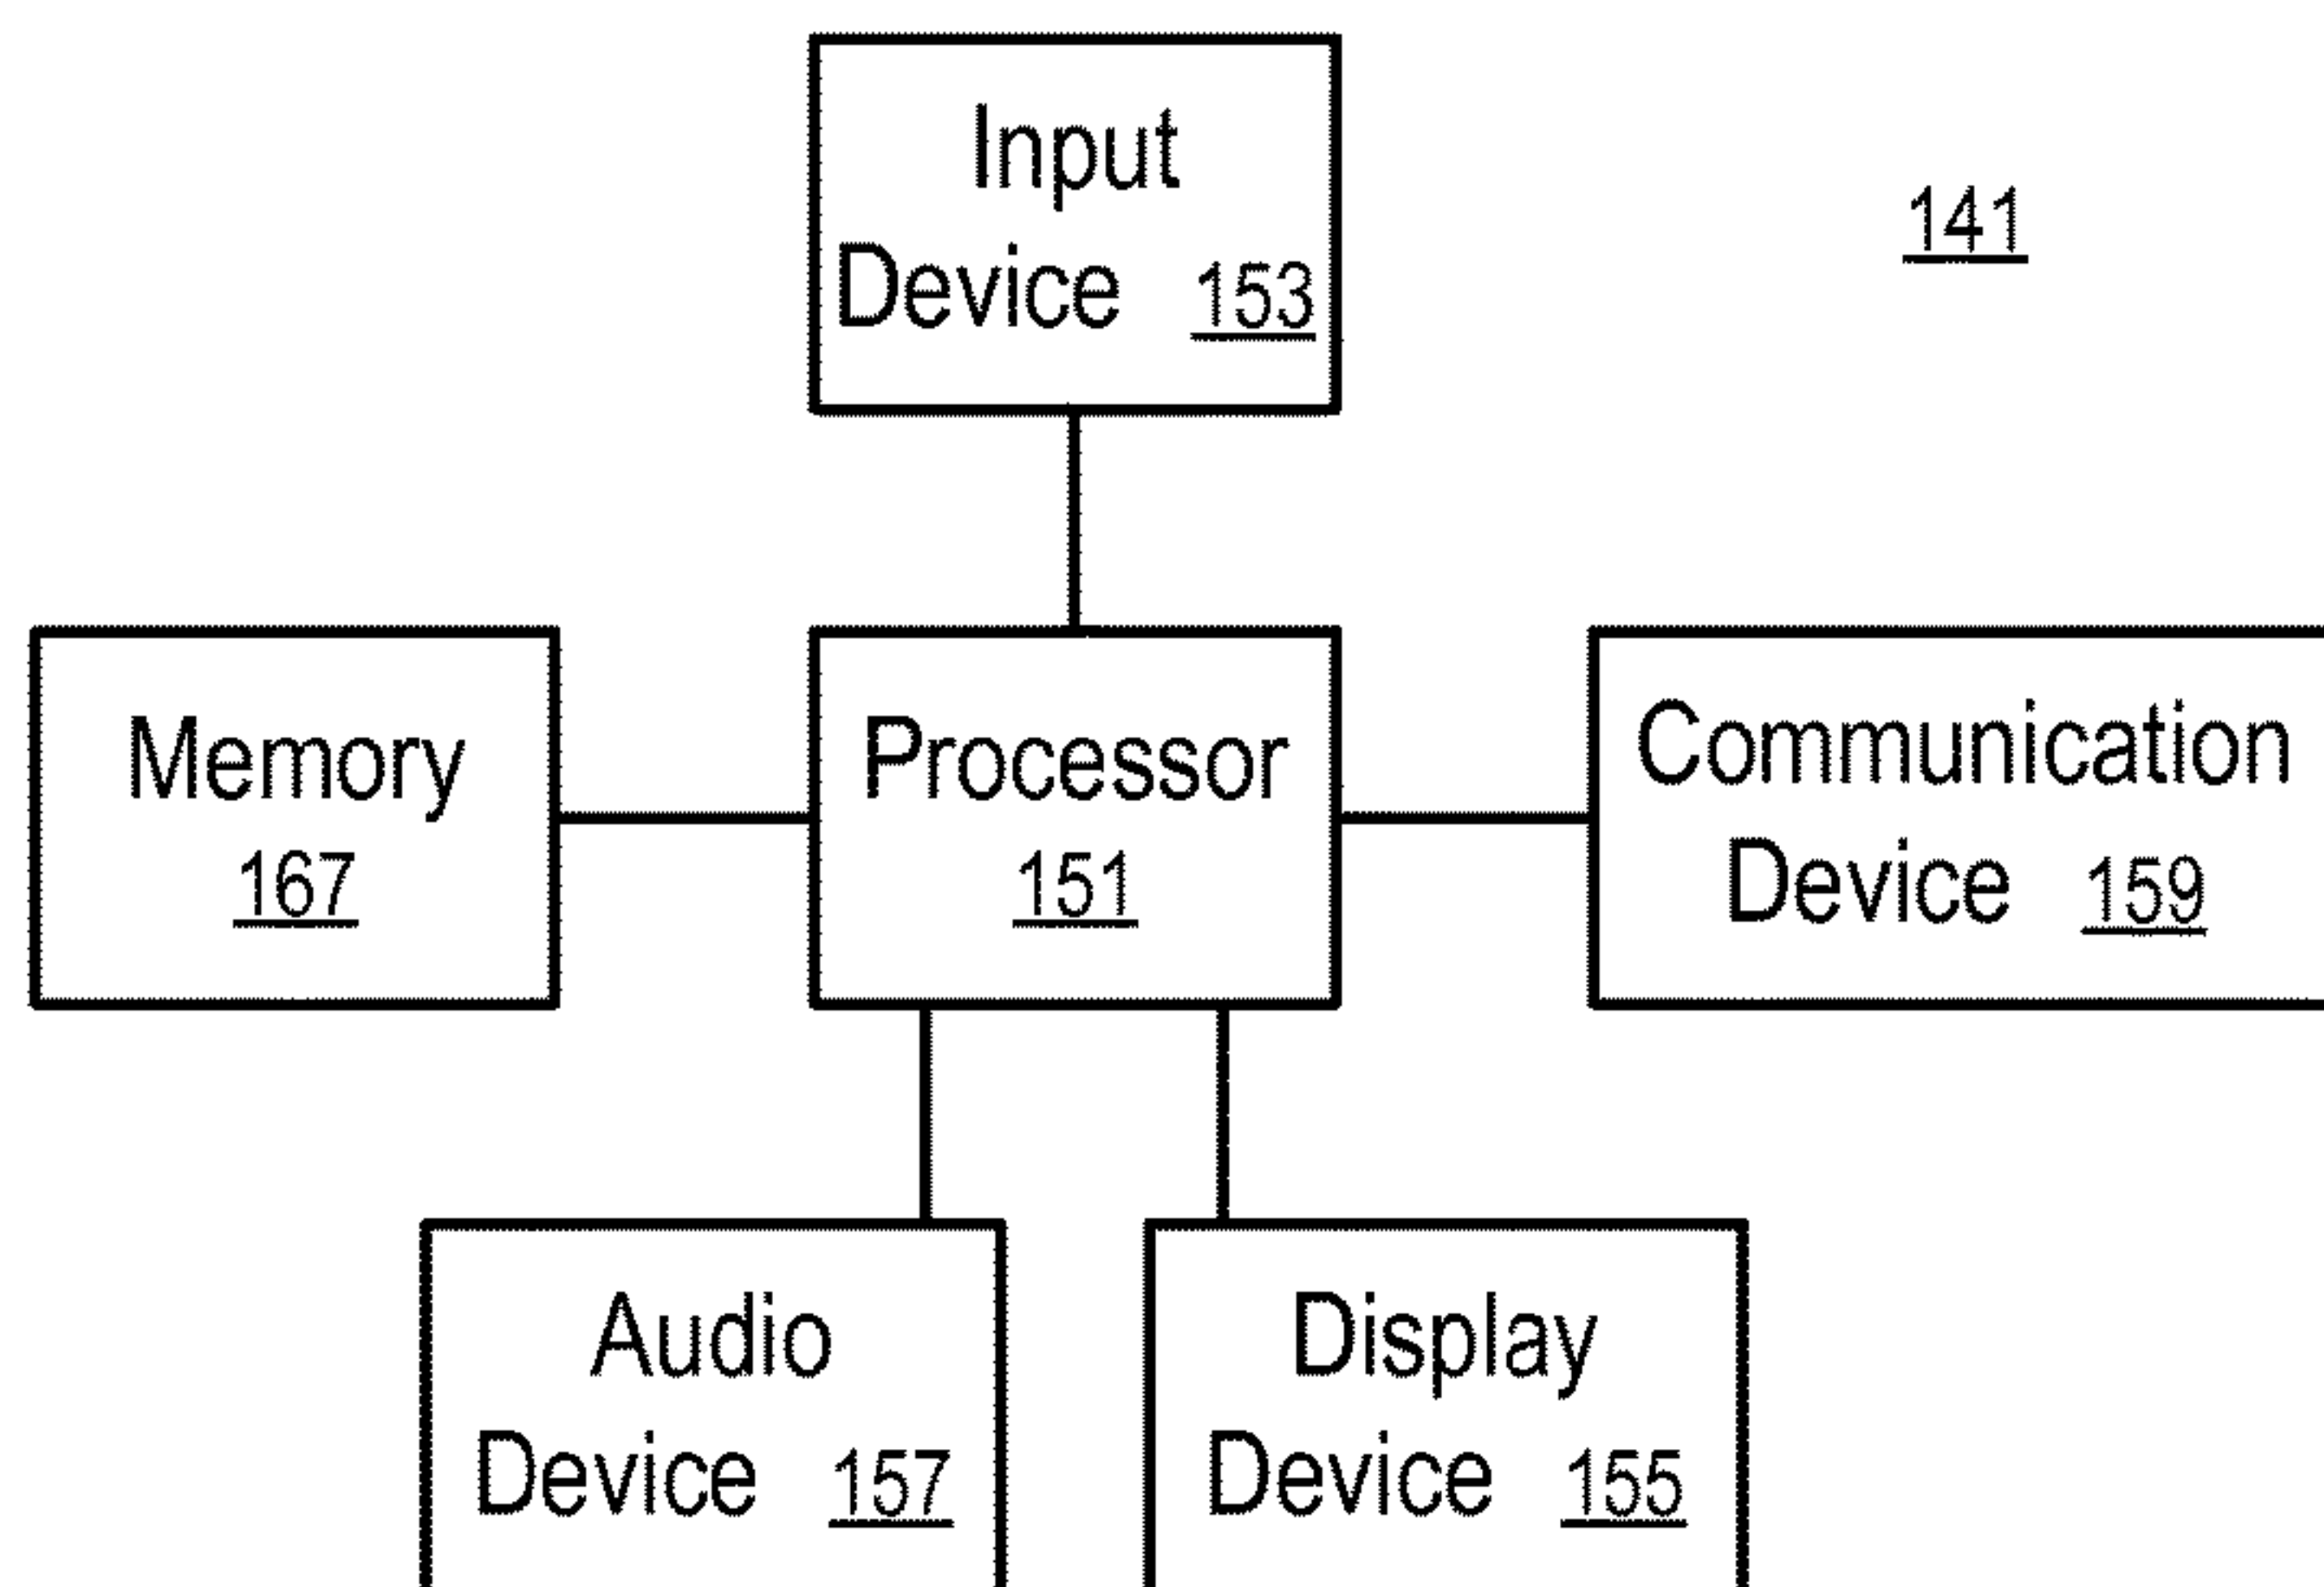 Input
Device 153
141
Memory
167
Processor
151
Communication
Device 159
Audio
Device 157
Display
Device 155